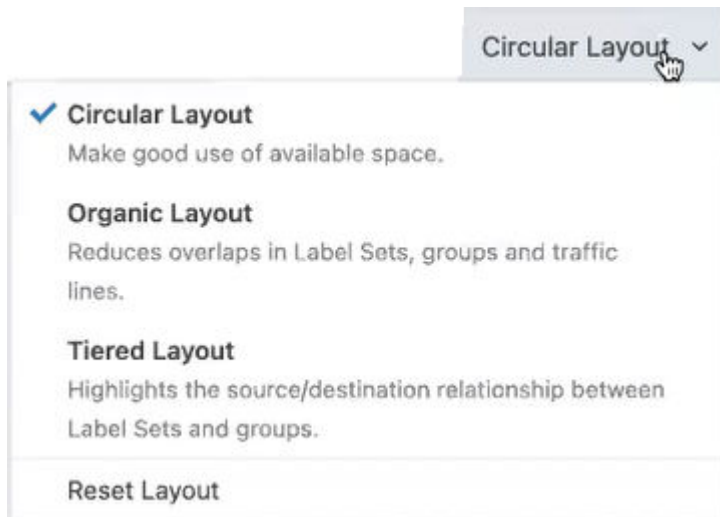 Circular Layout
Circular Layout
Make good use of available space.
Organic Layout
Reduces overlaps in Label Sets, groups and traffic
lines.
Tiered Layout
Highlights the source/destination relationship between
Label Sets and groups.
Reset Layout